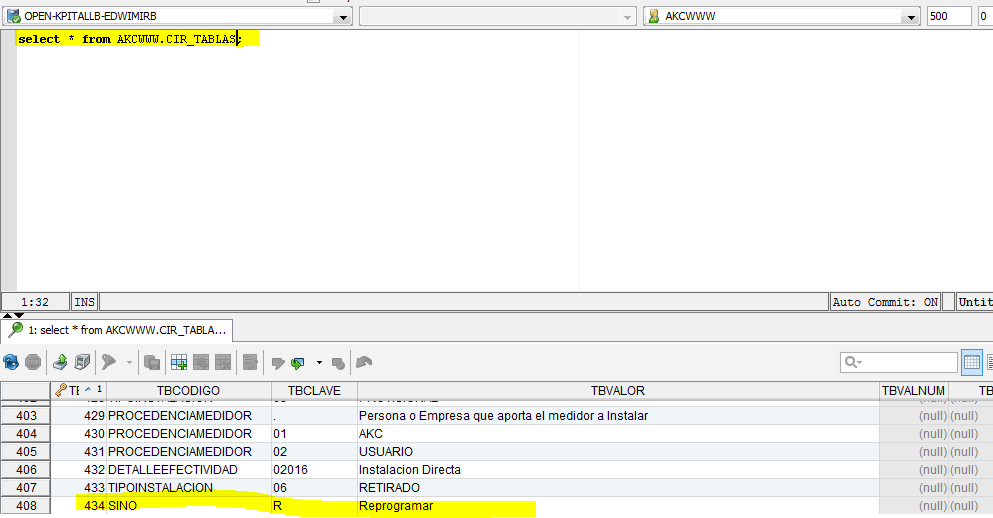 OPEN-KPITALLB-EDWIMIRB AKCWWW 500 0
select * from AKCWWW.CIR_TABLAS;
1:32 INS Auto Commit: ON Untit
1: select * from AKCWWW.CIR_TABLA...
TE 1 TBCODIGO TBCLAVE TBVALOR TBVALNUM TB
(null) (null)
403 429 PROCEDENCIAMEDIDOR . Persona o Empresa que aporta el medidor a Instalar (null) (null)
404 430 PROCEDENCIAMEDIDOR 01 AKC (null) (null)
405 431 PROCEDENCIAMEDIDOR 02 USUARIO (null) (null)
406 432 DETALLEEFECTIVIDAD 02016 Instalacion Directa (null) (null)
407 433 TIPOINSTALACION 06 RETIRADO (null) (null)
408 434 SINO R Reprogramar (null) (null)